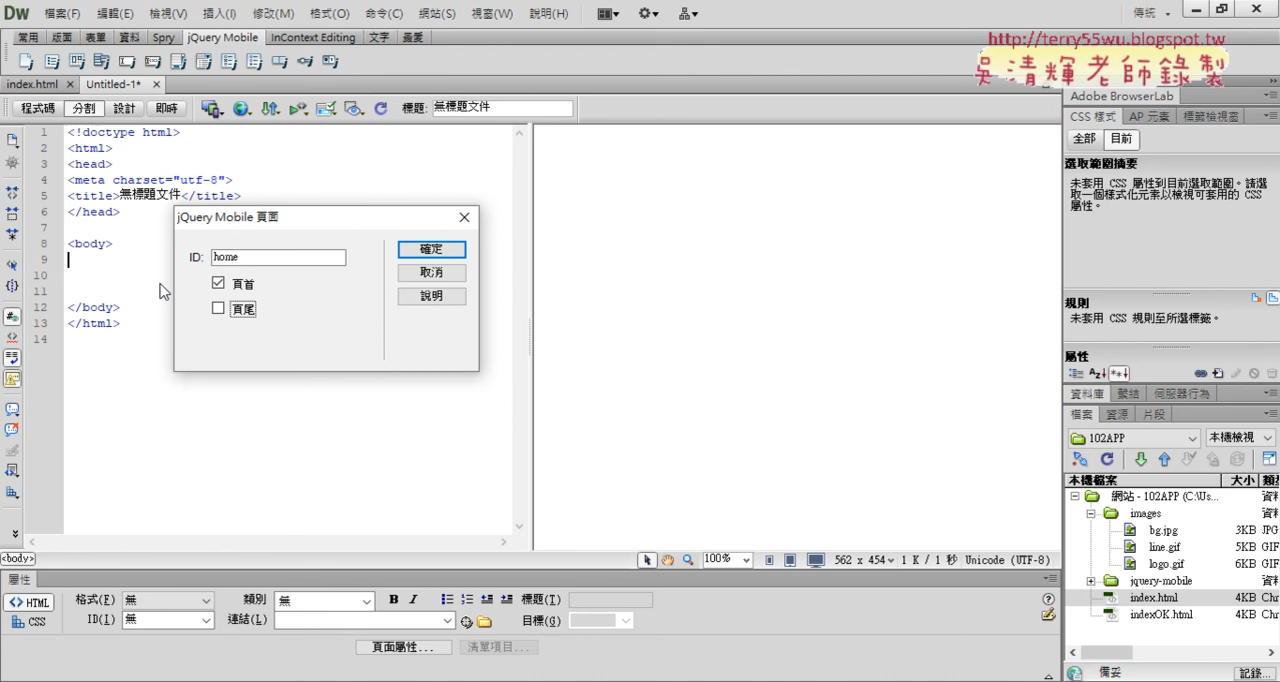 Dw 檔案(F) 編輯(E) 檢視(V) 插入(I) 修改(M) 格式(O) 命令(C) 網站(S) 視窗(W) 說明(H) 傳統
常用 版面 表單 資料 Spry jQuery Mobile InContext Editing 文字 最愛
http://terry55wu.blogspot.tw
吳清輝老師錄製
index.html × Untitled-1* ×
程式碼 分割 設計 即時 標題: 無標題文件
1 <!doctype html>
2 <html>
3 <head>
4 <meta charset="utf-8">
5 <title>無標題文件</title>
6 </head>
7
8 <body>
9
10
11
12 </body>
13 </html>
14
jQuery Mobile 頁面
ID: home
頁首
頁尾
確定
取消
說明
Adobe BrowserLab
CSS 樣式 AP 元素 標籤檢視器
全部 目前
選取範圍摘要
未套用 CSS 屬性到目前選取範圍。請選
取一個樣式化元素以檢視可套用的 CSS
屬性。
規則
未套用 CSS 規則至所選標籤。
屬性
資料庫 繫結 伺服器行為
檔案 資源 片段
102APP 本機檢視
本機檔案 大小 類
網站 - 102APP (C:\Us... 資
images 資
bg.jpg 3KB JPG
line.gif 5KB GIF
logo.gif 6KB GIF
jquery-mobile 資
index.html 4KB Chr
indexOK.html 4KB Chr
備妥 記錄...
<body> 100% 562 x 454 1 K / 1 秒 Unicode (UTF-8)
屬性
<> HTML 格式(F) 無 類別 無 B I 標題(T)
CSS ID(I) 無 連結(L) 目標(G)
頁面屬性... 清單項目...